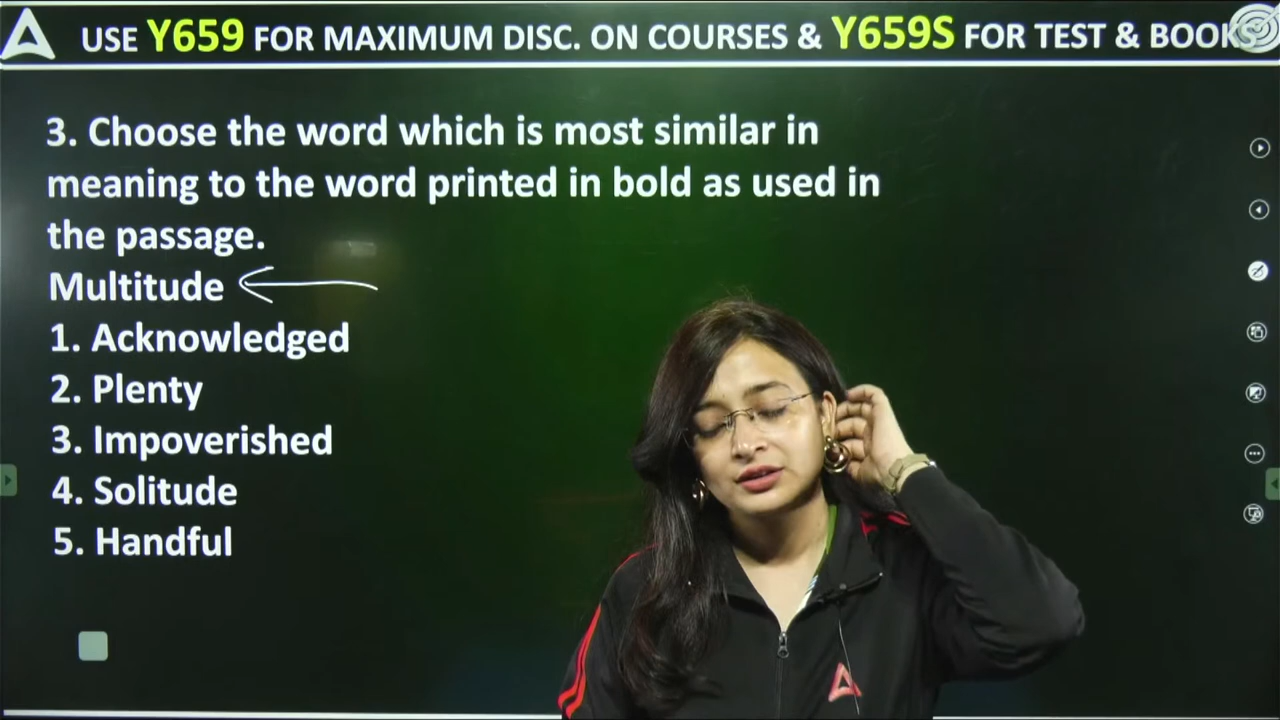 USE Y659 FOR MAXIMUM DISC. ON COURSES & Y659S FOR TEST & BOOKS
3. Choose the word which is most similar in
meaning to the word printed in bold as used in
the passage.
Multitude
1. Acknowledged
2. Plenty
3. Impoverished
4. Solitude
5. Handful